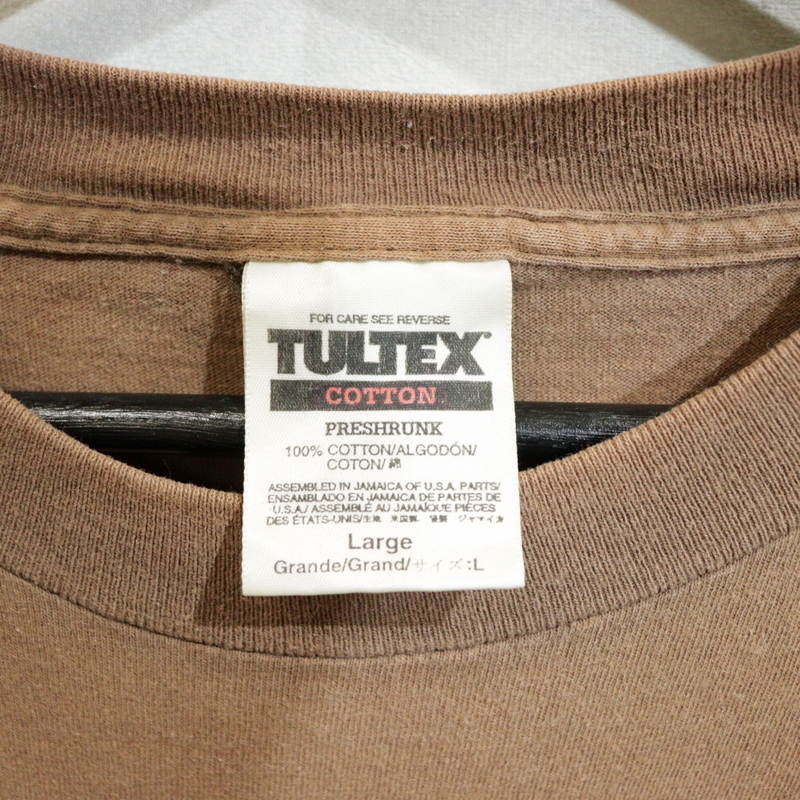 FOR CARE SEE REVERSE
TULTEX®
COTTON
PRESHRUNK
100% COTTON/ALGODÓN/
COTON/綿
ASSEMBLED IN JAMAICA OF U.S.A. PARTS/
ENSAMBLADO EN JAMAICA DE PARTES DE
U.S.A./ ASSEMBLÉ AU JAMAÏQUE PIÈCES
DES ÉTATS-UNIS/生地 米国製 縫製 ジャマイカ
Large
Grande/Grand/サイズ:L